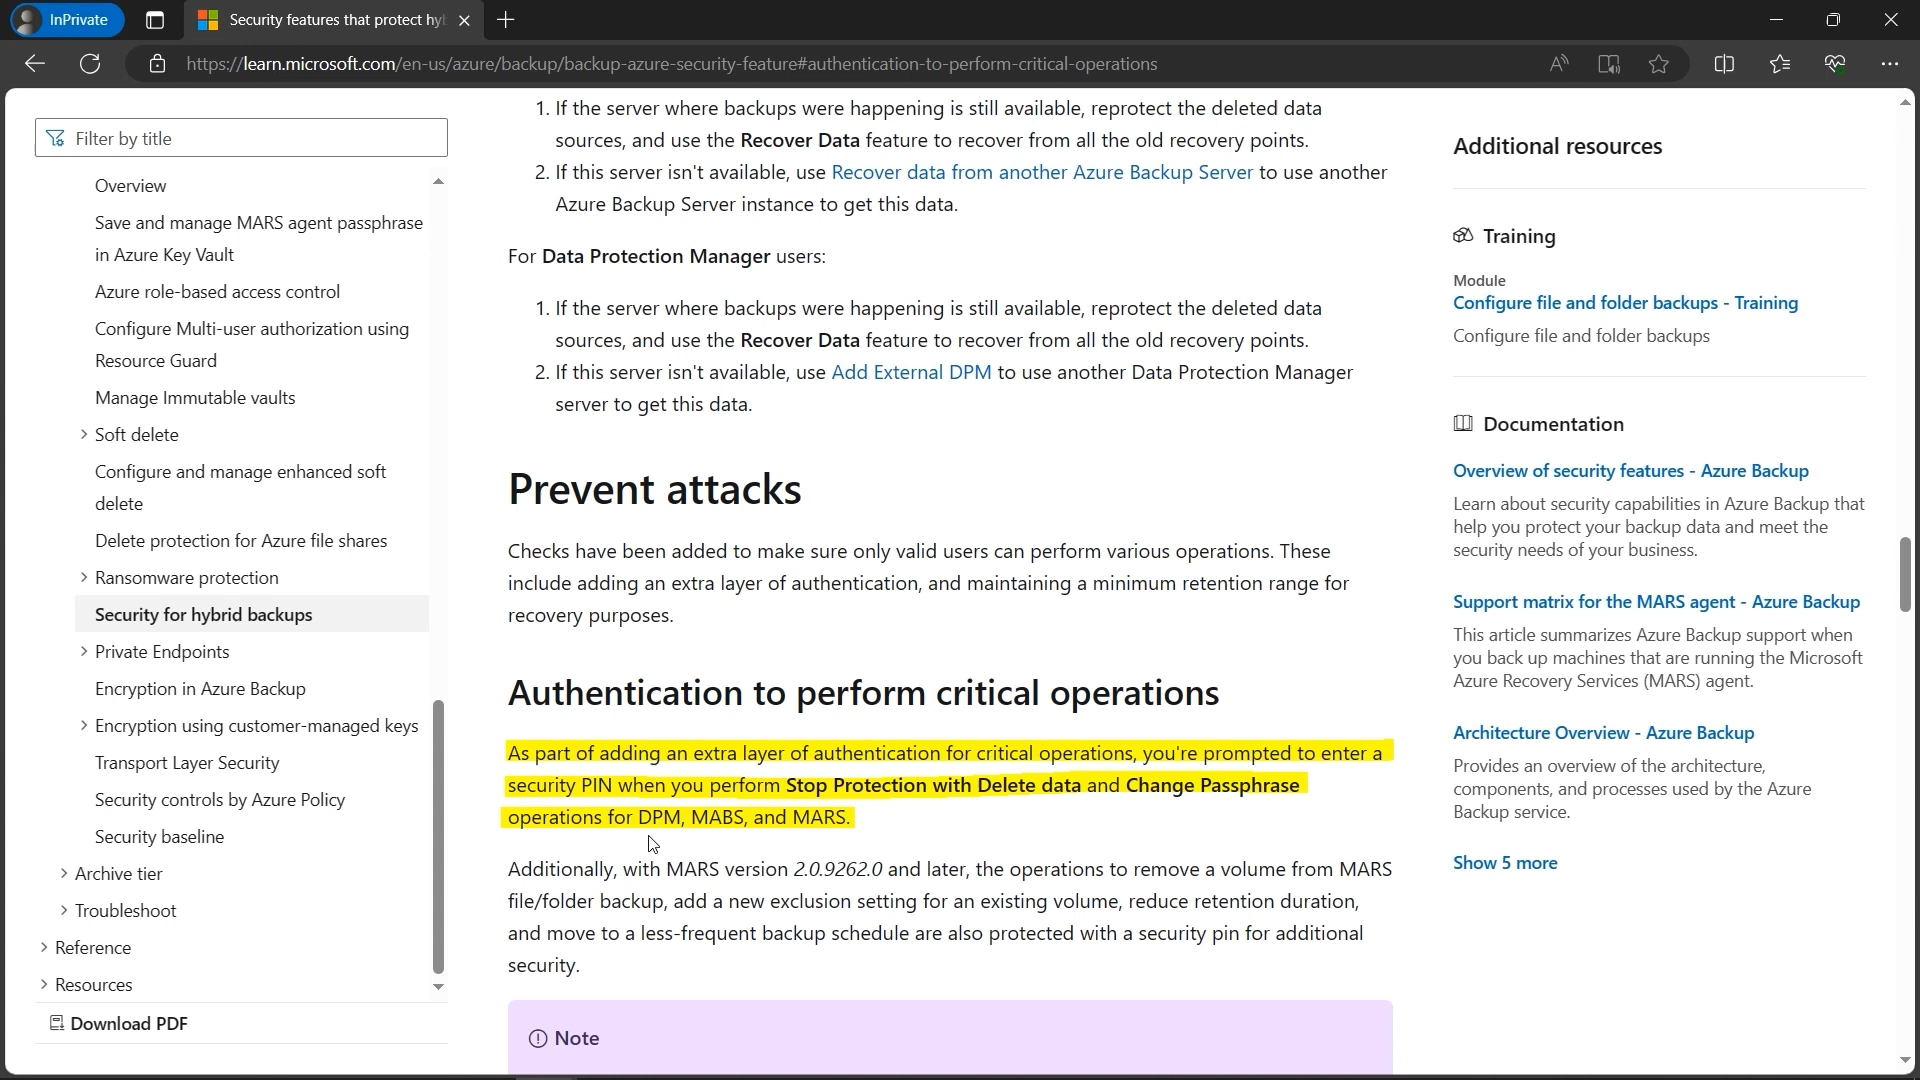 InPrivate
Security features that protect hyb
https://learn.microsoft.com/en-us/azure/backup/backup-azure-security-feature#authentication-to-perform-critical-operations
Filter by title
Overview
Save and manage MARS agent passphrase
in Azure Key Vault
Azure role-based access control
Configure Multi-user authorization using
Resource Guard
Manage Immutable vaults
Soft delete
Configure and manage enhanced soft
delete
Delete protection for Azure file shares
Ransomware protection
Security for hybrid backups
Private Endpoints
Encryption in Azure Backup
Encryption using customer-managed keys
Transport Layer Security
Security controls by Azure Policy
Security baseline
Archive tier
Troubleshoot
Reference
Resources
Download PDF
1. If the server where backups were happening is still available, reprotect the deleted data
sources, and use the Recover Data feature to recover from all the old recovery points.
2. If this server isn't available, use Recover data from another Azure Backup Server to use another
Azure Backup Server instance to get this data.
For Data Protection Manager users:
1. If the server where backups were happening is still available, reprotect the deleted data
sources, and use the Recover Data feature to recover from all the old recovery points.
2. If this server isn't available, use Add External DPM to use another Data Protection Manager
server to get this data.
Prevent attacks
Checks have been added to make sure only valid users can perform various operations. These
include adding an extra layer of authentication, and maintaining a minimum retention range for
recovery purposes.
Authentication to perform critical operations
As part of adding an extra layer of authentication for critical operations, you're prompted to enter a
security PIN when you perform Stop Protection with Delete data and Change Passphrase
operations for DPM, MABS, and MARS.
Additionally, with MARS version 2.0.9262.0 and later, the operations to remove a volume from MARS
file/folder backup, add a new exclusion setting for an existing volume, reduce retention duration,
and move to a less-frequent backup schedule are also protected with a security pin for additional
security.
Note
Additional resources
Training
Module
Configure file and folder backups - Training
Configure file and folder backups
Documentation
Overview of security features - Azure Backup
Learn about security capabilities in Azure Backup that
help you protect your backup data and meet the
security needs of your business.
Support matrix for the MARS agent - Azure Backup
This article summarizes Azure Backup support when
you back up machines that are running the Microsoft
Azure Recovery Services (MARS) agent.
Architecture Overview - Azure Backup
Provides an overview of the architecture,
components, and processes used by the Azure
Backup service.
Show 5 more